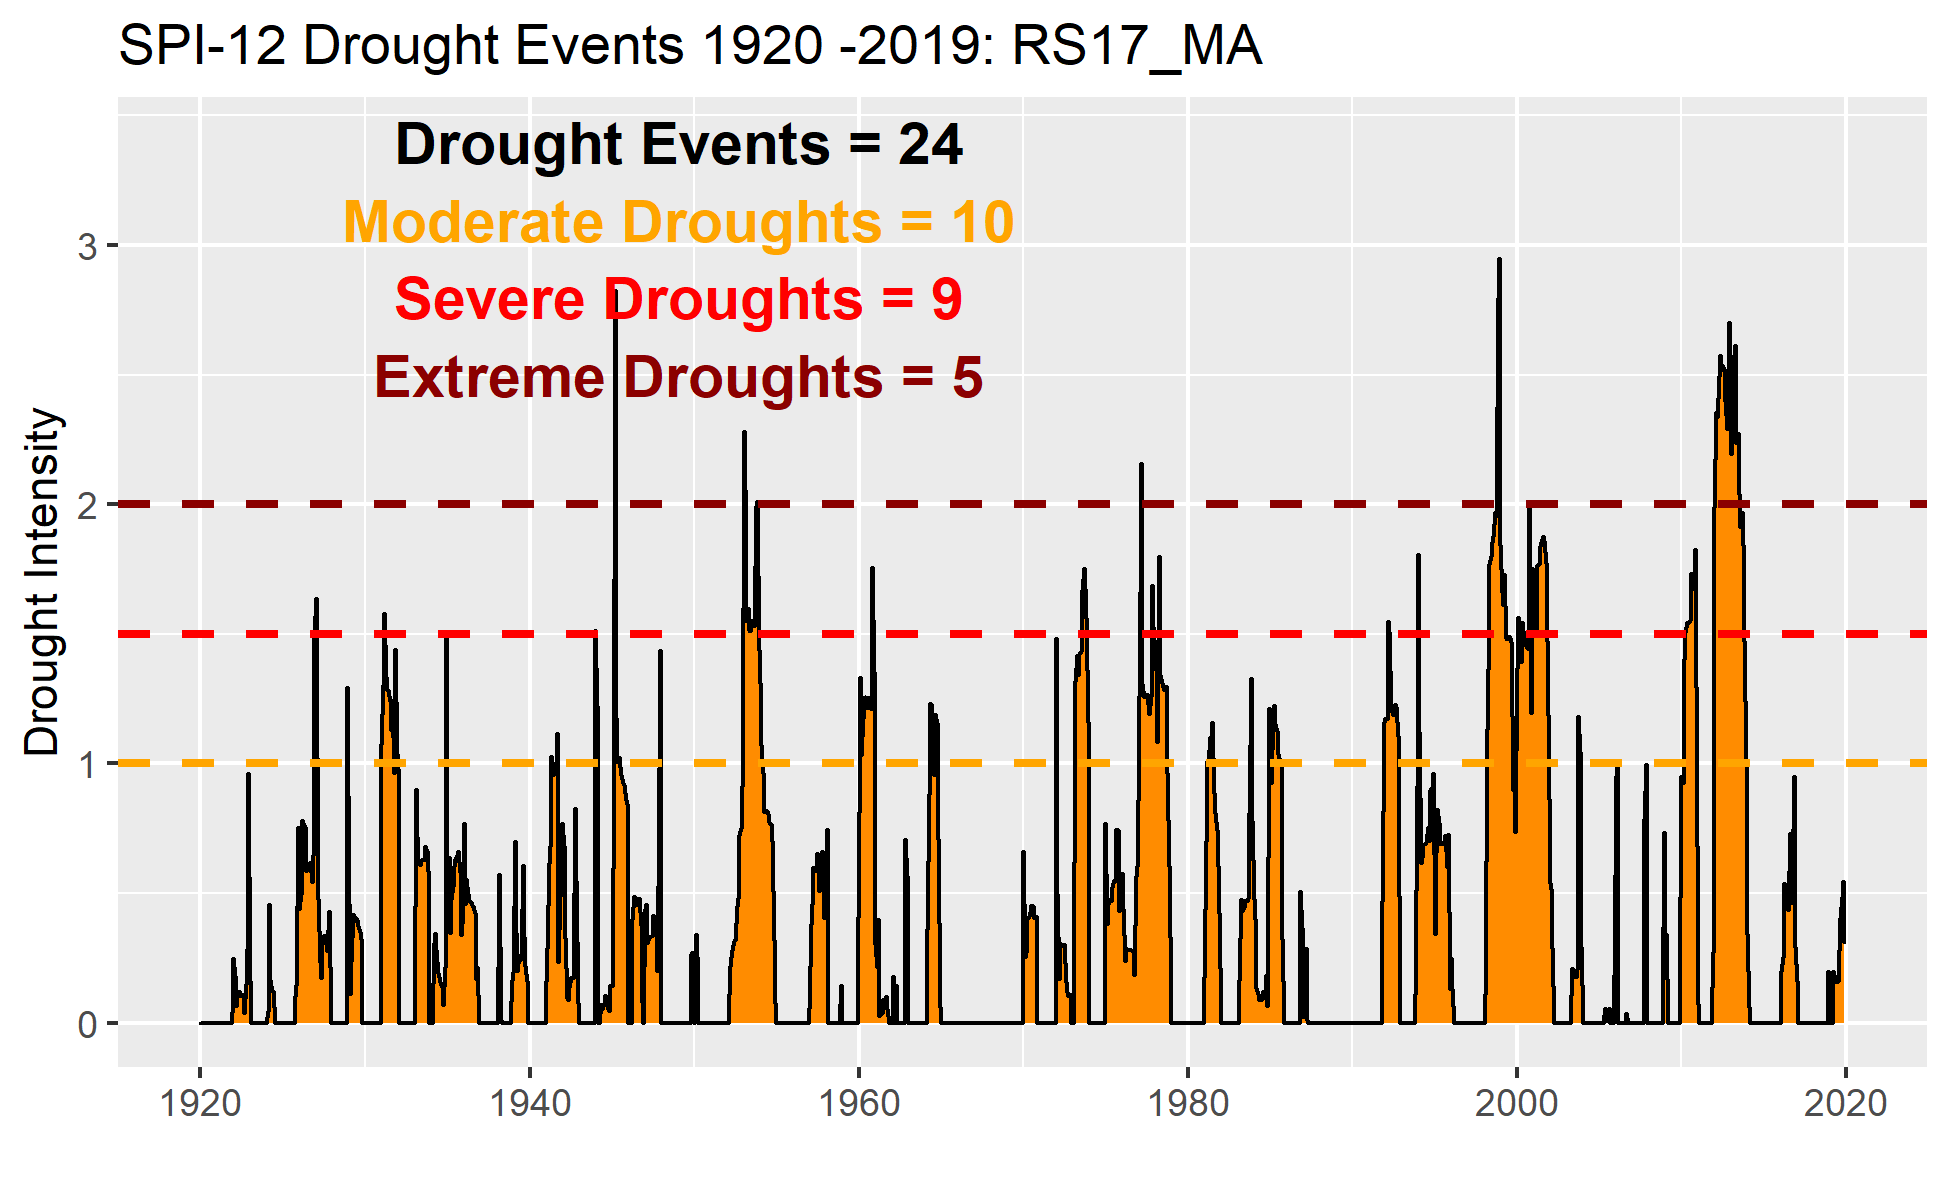 SPI-12 Drought Events 1920 -2019: RS17_MA
Drought Events = 24
Moderate Droughts = 10
Severe Droughts = 9
Extreme Droughts = 5
Drought Intensity
3
2
1
0
1920 1940 1960 1980 2000 2020